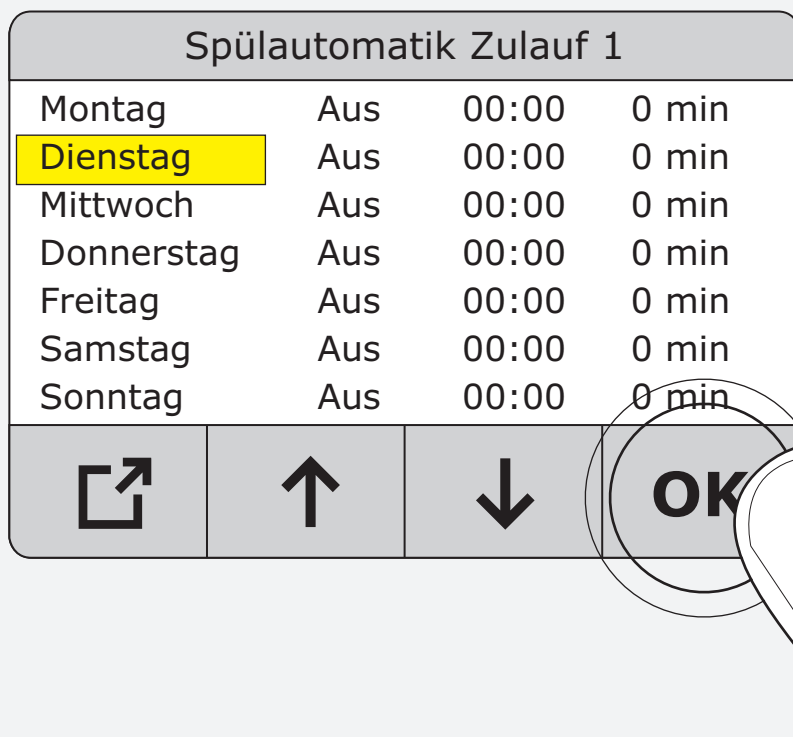 Spülautomatik Zulauf 1
Montag Aus 00:00 0 min
Dienstag Aus 00:00 0 min
Mittwoch Aus 00:00 0 min
Donnerstag Aus 00:00 0 min
Freitag Aus 00:00 0 min
Samstag Aus 00:00 0 min
Sonntag Aus 00:00 0 min
OK